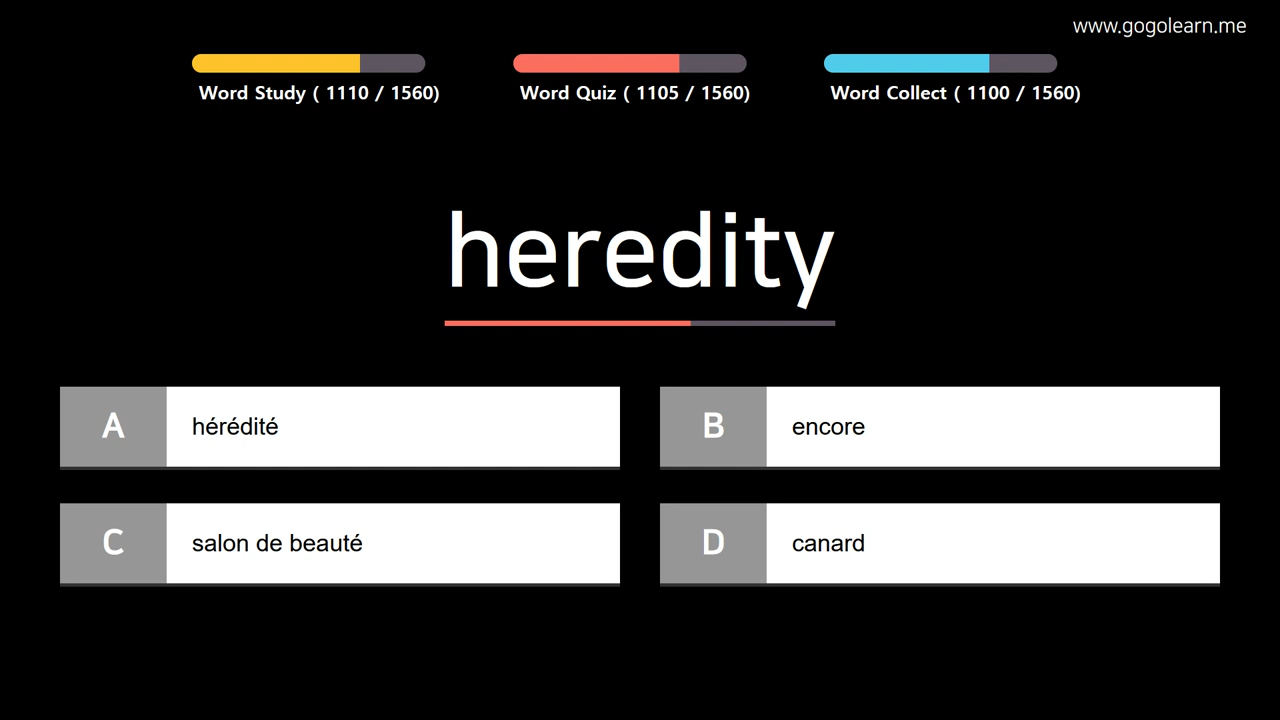 www.gogolearn.me
Word Study ( 1110 / 1560)
Word Quiz ( 1105 / 1560)
Word Collect ( 1100 / 1560)
heredity
A hérédité
B encore
C salon de beauté
D canard